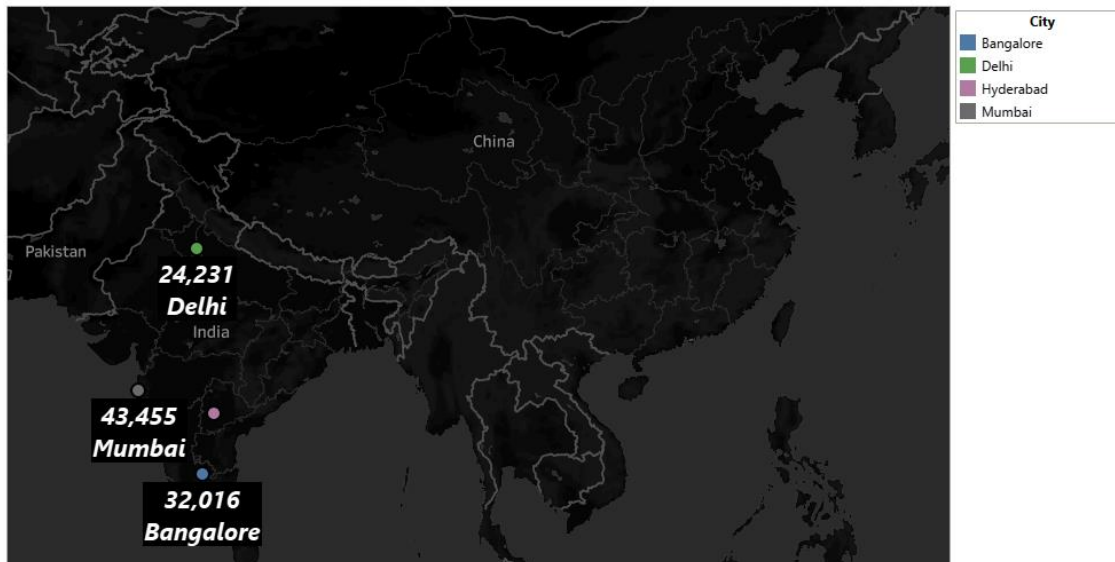 China
Pakistan
24,231
Delhi
India
43,455
Mumbai
32,016
Bangalore
City
Bangalore
Delhi
Hyderabad
Mumbai